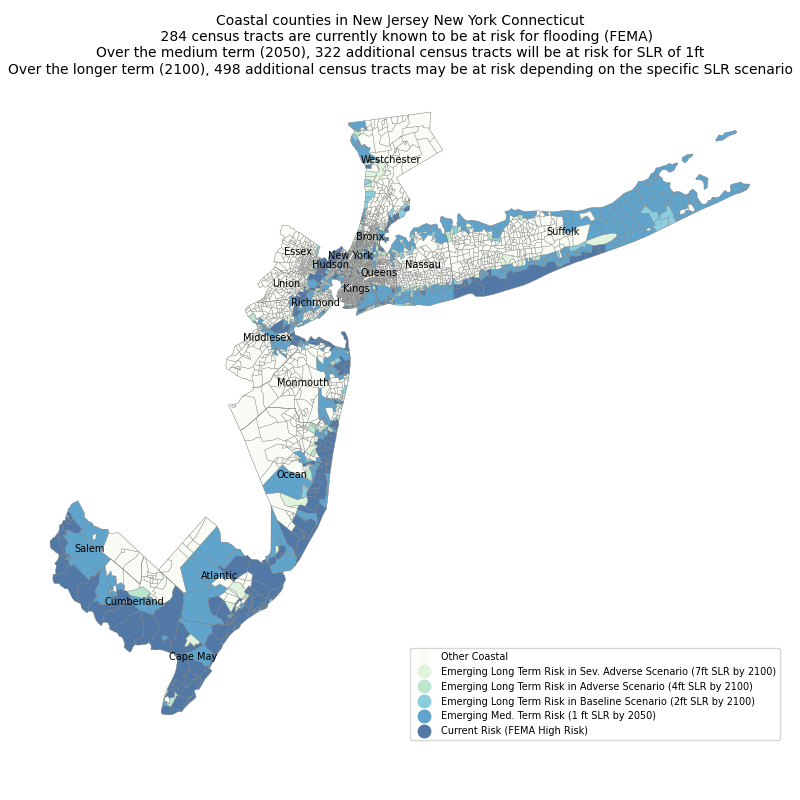 Coastal counties in New Jersey New York Connecticut
284 census tracts are currently known to be at risk for flooding (FEMA)
Over the medium term (2050), 322 additional census tracts will be at risk for SLR of 1ft
Over the longer term (2100), 498 additional census tracts may be at risk depending on the specific SLR scenario
Westchester
Suffolk
Bronx
Essex
New York
Hudson
Nassau
Queens
Union
Kings
Richmond
Middlesex
Monmouth
Ocean
Salem
Atlantic
Cumberland
Cape May
Other Coastal
Emerging Long Term Risk in Sev. Adverse Scenario (7ft SLR by 2100)
Emerging Long Term Risk in Adverse Scenario (4ft SLR by 2100)
Emerging Long Term Risk in Baseline Scenario (2ft SLR by 2100)
Emerging Med. Term Risk (1 ft SLR by 2050)
Current Risk (FEMA High Risk)